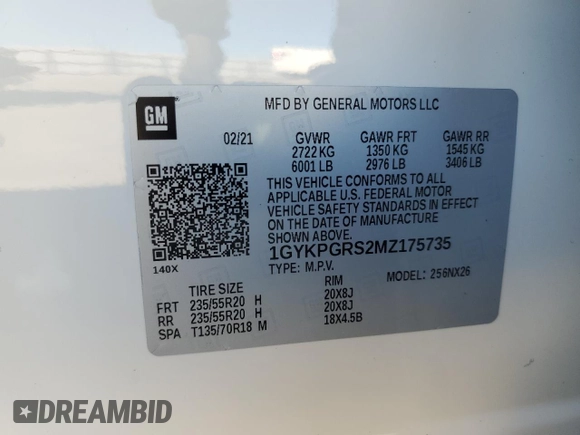 GM
MFD BY GENERAL MOTORS LLC
02/21 GVWR GAWR FRT GAWR RR
2722 KG 1350 KG 1545 KG
6001 LB 2976 LB 3406 LB
THIS VEHICLE CONFORMS TO ALL
APPLICABLE U.S. FEDERAL MOTOR
VEHICLE SAFETY STANDARDS IN EFFECT
ON THE DATE OF MANUFACTURE
SHOWN ABOVE.
1GYKPGRS2MZ175735
140X TYPE: M.P.V. MODEL: 256NX26
TIRE SIZE RIM
FRT 235/55R20 H 20X8J
RR 235/55R20 H 20X8J
SPA T135/70R18 M 18X4.5B
DREAMBID